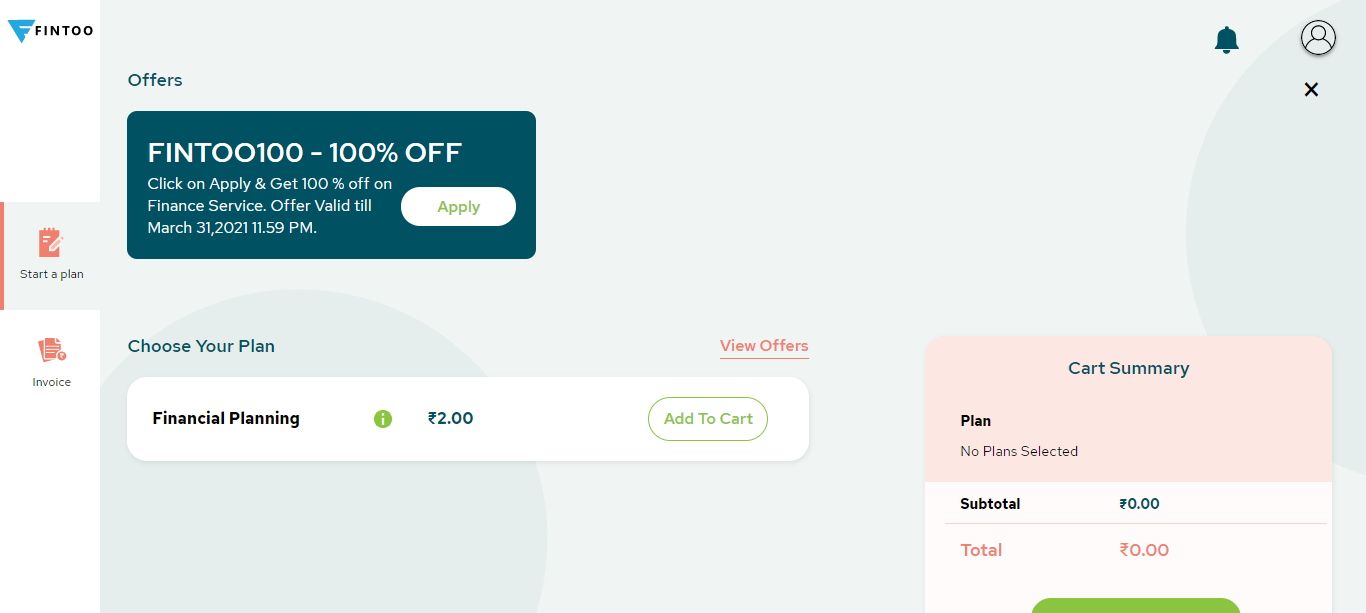 FINTOO
Offers
FINTOO100 - 100% OFF
Click on Apply & Get 100 % off on
Finance Service. Offer Valid till
March 31,2021 11.59 PM.
Apply
Start a plan
Invoice
Choose Your Plan
View Offers
Financial Planning
₹2.00
Add To Cart
Cart Summary
Plan
No Plans Selected
Subtotal ₹0.00
Total ₹0.00